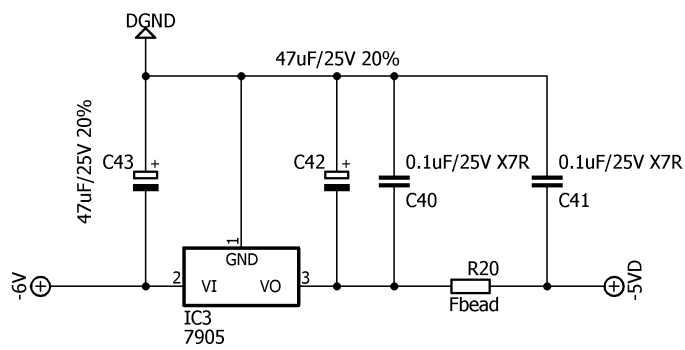 DGND
47uF/25V 20%
47uF/25V 20%
C43
+
C42
+
0.1uF/25V X7R
C40
0.1uF/25V X7R
C41
1
GND
-6V
2
VI
VO
3
R20
Fbead
-5VD
IC3
7905